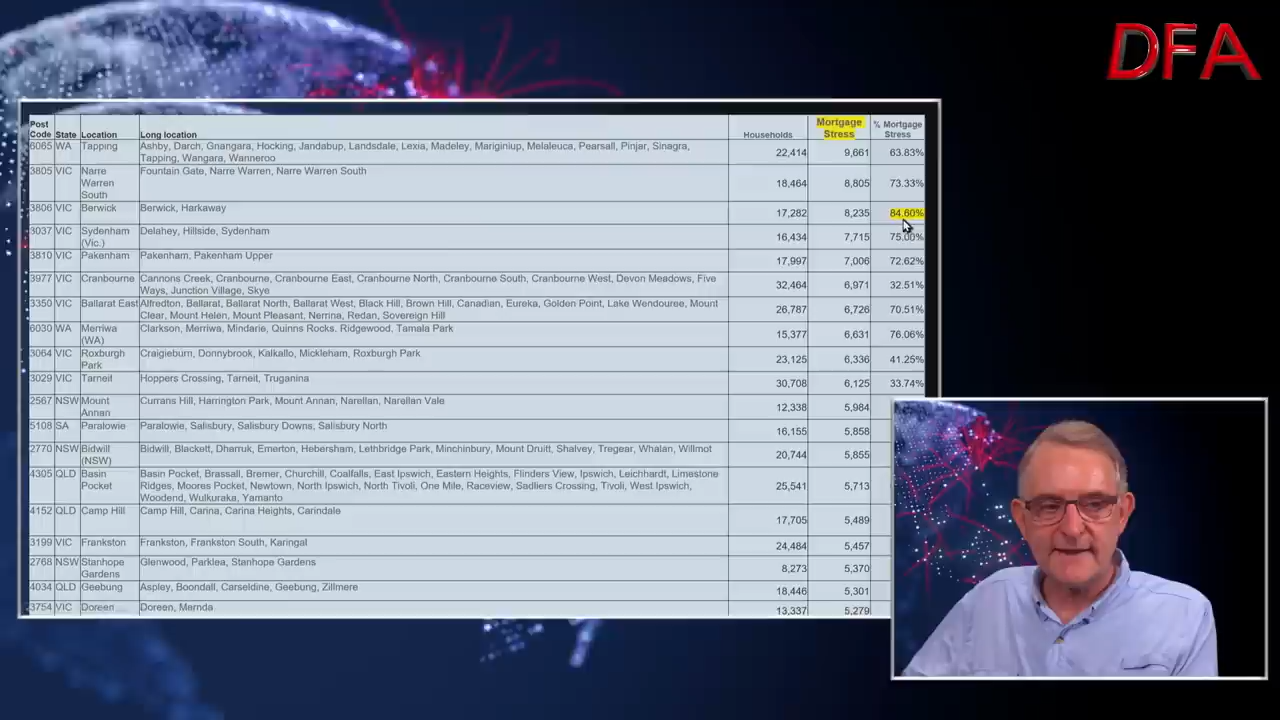 DFA
Post Code State Location Long location Households Mortgage Stress % Mortgage Stress
6065 WA Tapping Ashby, Darch, Gnangara, Hocking, Jandabup, Landsdale, Lexia, Madeley, Mariginiup, Melaleuca, Pearsall, Pinjar, Sinagra,
Tapping, Wangara, Wanneroo 22,414 9,661 63.83%
3805 VIC Narre Warren South Fountain Gate, Narre Warren, Narre Warren South 18,464 8,805 73.33%
3806 VIC Berwick Berwick, Harkaway 17,282 8,235 84.60%
3037 VIC Sydenham (Vic.) Delahey, Hillside, Sydenham 16,434 7,715 75.00%
3810 VIC Pakenham Pakenham, Pakenham Upper 17,997 7,006 72.62%
3977 VIC Cranbourne Cannons Creek, Cranbourne, Cranbourne East, Cranbourne North, Cranbourne South, Cranbourne West, Devon Meadows, Five
Ways, Junction Village, Skye 32,464 6,971 32.51%
3350 VIC Ballarat East Alfredton, Ballarat, Ballarat North, Ballarat West, Black Hill, Brown Hill, Canadian, Eureka, Golden Point, Lake Wendouree, Mount
Clear, Mount Helen, Mount Pleasant, Nerrina, Redan, Sovereign Hill 26,787 6,726 70.51%
6030 WA Merriwa (WA) Clarkson, Merriwa, Mindarie, Quinns Rocks. Ridgewood, Tamala Park 15,377 6,631 76.06%
3064 VIC Roxburgh Park Craigieburn, Donnybrook, Kalkallo, Mickleham, Roxburgh Park 23,125 6,336 41.25%
3029 VIC Tarneit Hoppers Crossing, Tarneit, Truganina 30,708 6,125 33.74%
2567 NSW Mount Annan Currans Hill, Harrington Park, Mount Annan, Narellan, Narellan Vale 12,338 5,984
5108 SA Paralowie Paralowie, Salisbury, Salisbury Downs, Salisbury North 16,155 5,858
2770 NSW Bidwill (NSW) Bidwill, Blackett, Dharruk, Emerton, Hebersham, Lethbridge Park, Minchinbury, Mount Druitt, Shalvey, Tregear, Whalan, Willmot 20,744 5,855
4305 QLD Basin Pocket Basin Pocket, Brassall, Bremer, Churchill, Coalfalls, East Ipswich, Eastern Heights, Flinders View, Ipswich, Leichhardt, Limestone
Ridges, Moores Pocket, Newtown, North Ipswich, North Tivoli, One Mile, Raceview, Sadliers Crossing, Tivoli, West Ipswich,
Woodend, Wulkuraka, Yamanto 25,541 5,713
4152 QLD Camp Hill Camp Hill, Carina, Carina Heights, Carindale 17,705 5,489
3199 VIC Frankston Frankston, Frankston South, Karingal 24,484 5,457
2768 NSW Stanhope Gardens Glenwood, Parklea, Stanhope Gardens 8,273 5,370
4034 QLD Geebung Aspley, Boondall, Carseldine, Geebung, Zillmere 18,446 5,301
3754 VIC Doreen Doreen, Mernda 13,337 5,279